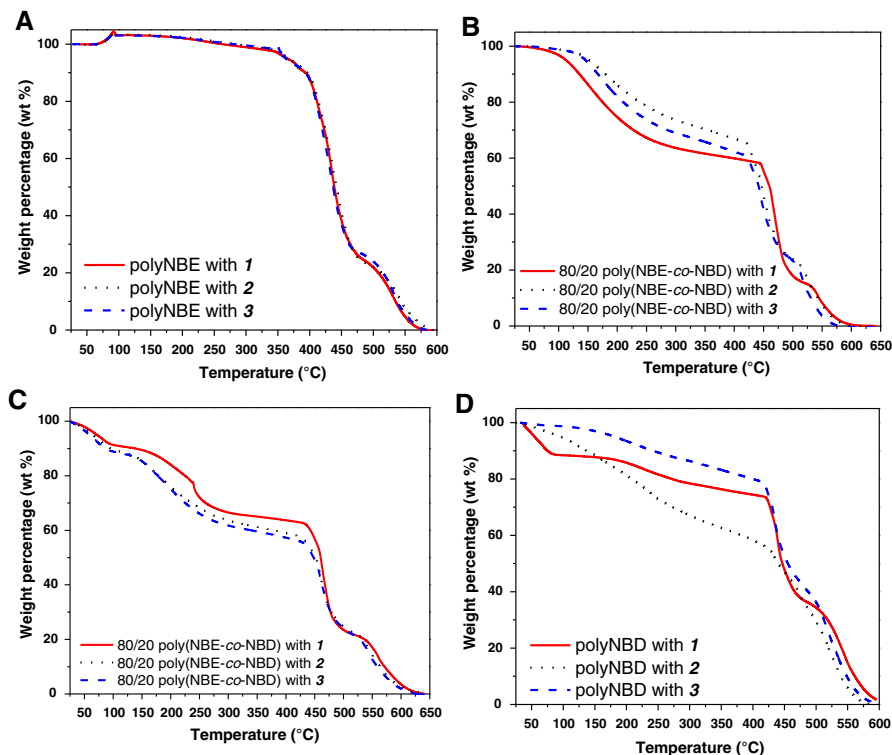 A
Weight percentage (wt %)
100
80
60
40
20
0
polyNBE with 1
polyNBE with 2
polyNBE with 3
50 100 150 200 250 300 350 400 450 500 550 600
Temperature (°C)
B
Weight percentage (wt %)
100
80
60
40
20
0
80/20 poly(NBE-co-NBD) with 1
80/20 poly(NBE-co-NBD) with 2
80/20 poly(NBE-co-NBD) with 3
50 100 150 200 250 300 350 400 450 500 550 600 650
Temperature (°C)
C
Weight percentage (wt %)
100
80
60
40
20
0
80/20 poly(NBE-co-NBD) with 1
80/20 poly(NBE-co-NBD) with 2
80/20 poly(NBE-co-NBD) with 3
50 100 150 200 250 300 350 400 450 500 550 600 650
Temperature (°C)
D
Weight percentage (wt %)
100
90
80
70
60
50
40
30
20
10
0
polyNBD with 1
polyNBD with 2
polyNBD with 3
50 100 150 200 250 300 350 400 450 500 550 600
Temperature (°C)